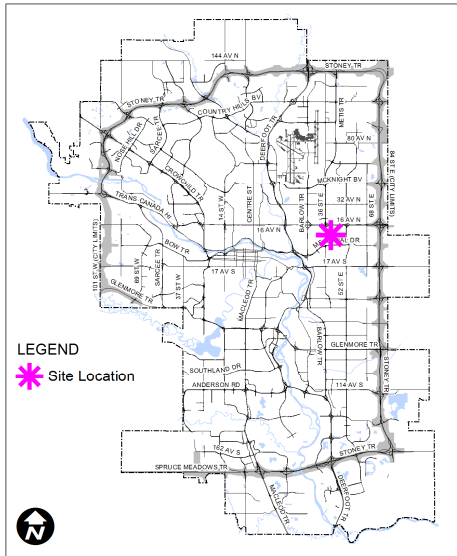 144 AV N
STONEY TR
STONEY TR
COUNTRY HILLS BV
METIS TR
DEERFOOT TR
NOSE HILL DR
SARCEE TR
80 AV N
84 ST E (CITY LIMITS)
CROWCHILD TR
MCKNIGHT BV
TRANS CANADA HI
14 ST W
CENTRE ST
BARLOW TR
36 ST E
32 AV N
68 ST E
16 AV N
16 AV N
BOW TR
17 AV S
17 AV S
101 ST W (CITY LIMITS)
69 ST W
SARCEE TR
37 ST W
MACLEOD TR
52 ST E
GLENMORE TR
BARLOW TR
GLENMORE TR
STONEY TR
LEGEND
Site Location
SOUTHLAND DR
ANDERSON RD
114 AV S
162 AV S
STONEY TR
SPRUCE MEADOWS TR
MACLEOD TR
DEERFOOT TR
N